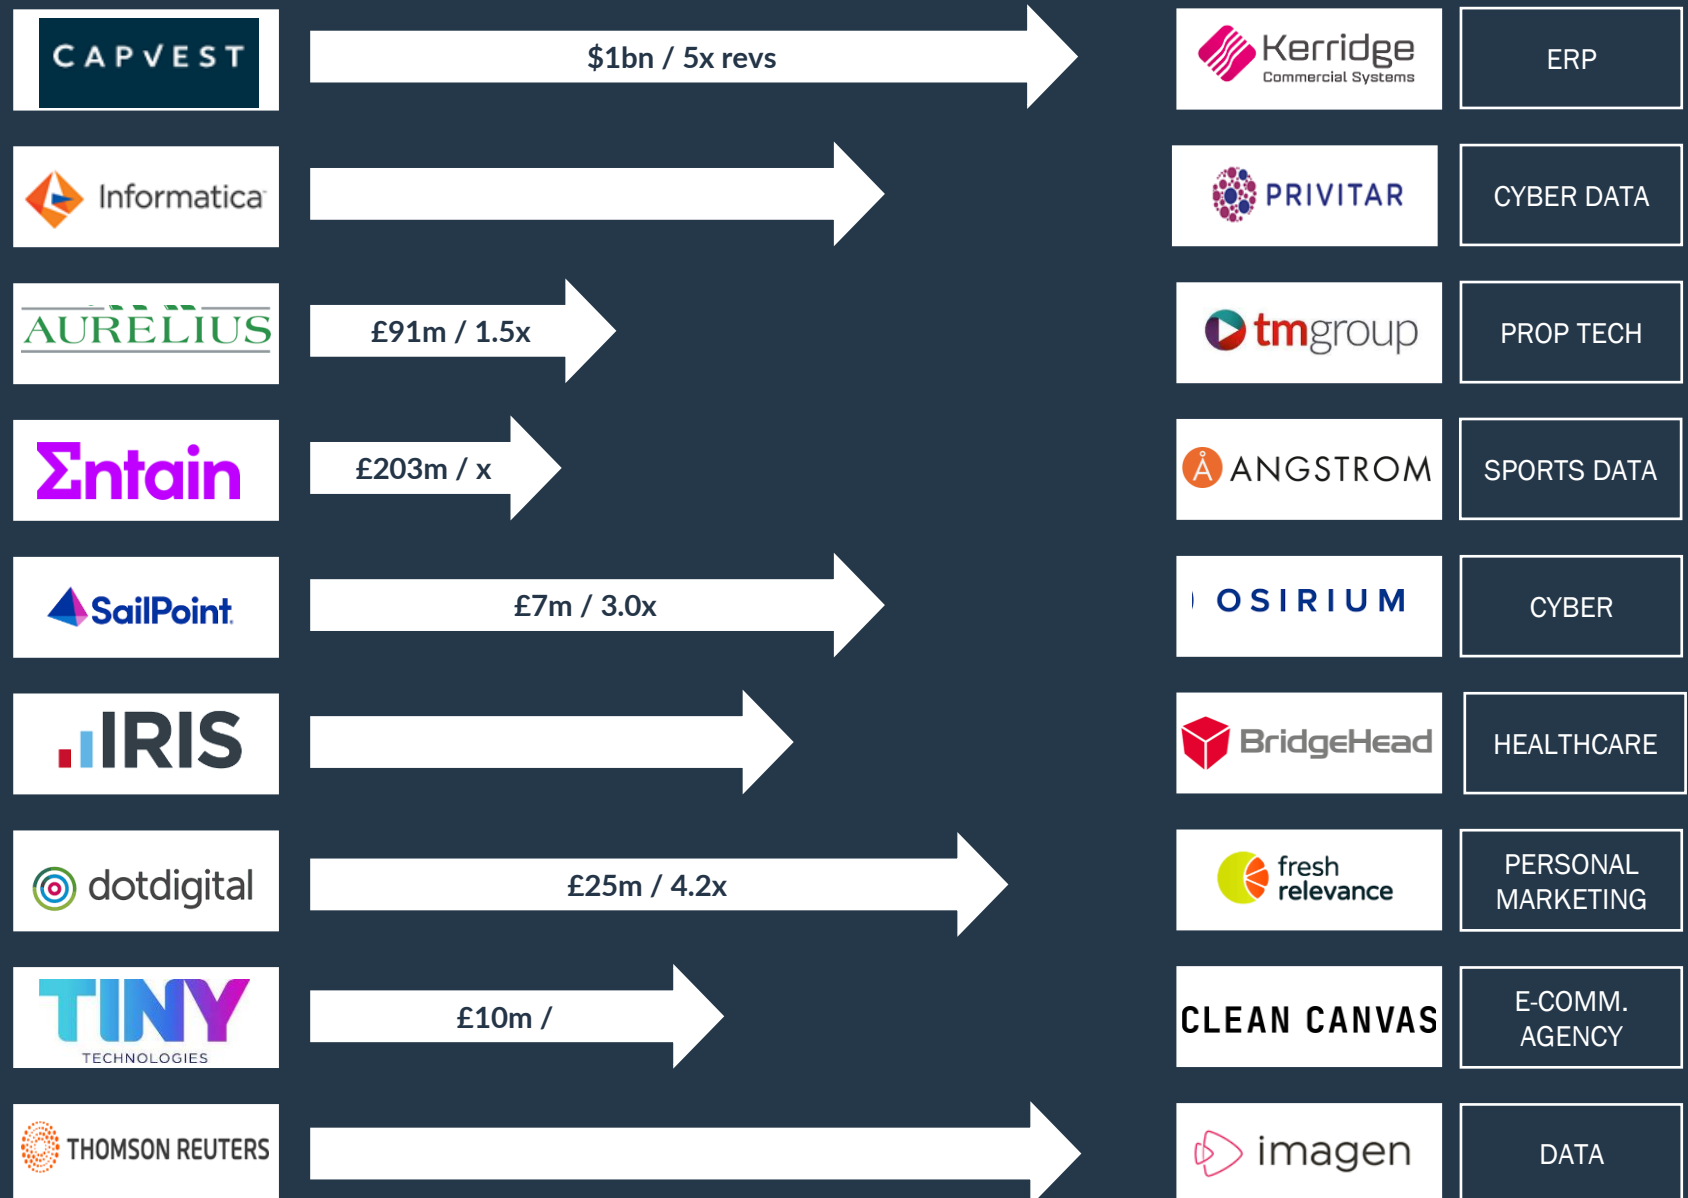 CAPVEST
$1bn / 5x revs
Kerridge
Commercial Systems
ERP
Informatica
PRIVITAR
CYBER DATA
AURELIUS
£91m / 1.5x
tmgroup
PROP TECH
Entain
£203m / x
Å ANGSTROM
SPORTS DATA
SailPoint
£7m / 3.0x
OSIRIUM
CYBER
IRIS
BridgeHead
HEALTHCARE
dotdigital
£25m / 4.2x
fresh
relevance
PERSONAL
MARKETING
TINY
TECHNOLOGIES
£10m /
CLEAN CANVAS
E-COMM.
AGENCY
THOMSON REUTERS
imagen
DATA